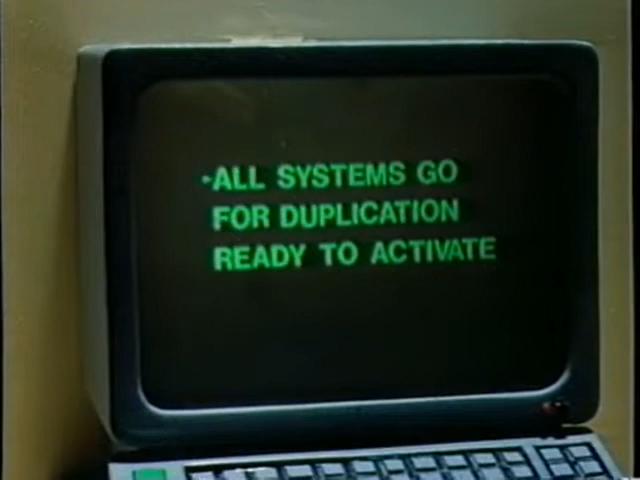 -ALL SYSTEMS GO
FOR DUPLICATION
READY TO ACTIVATE